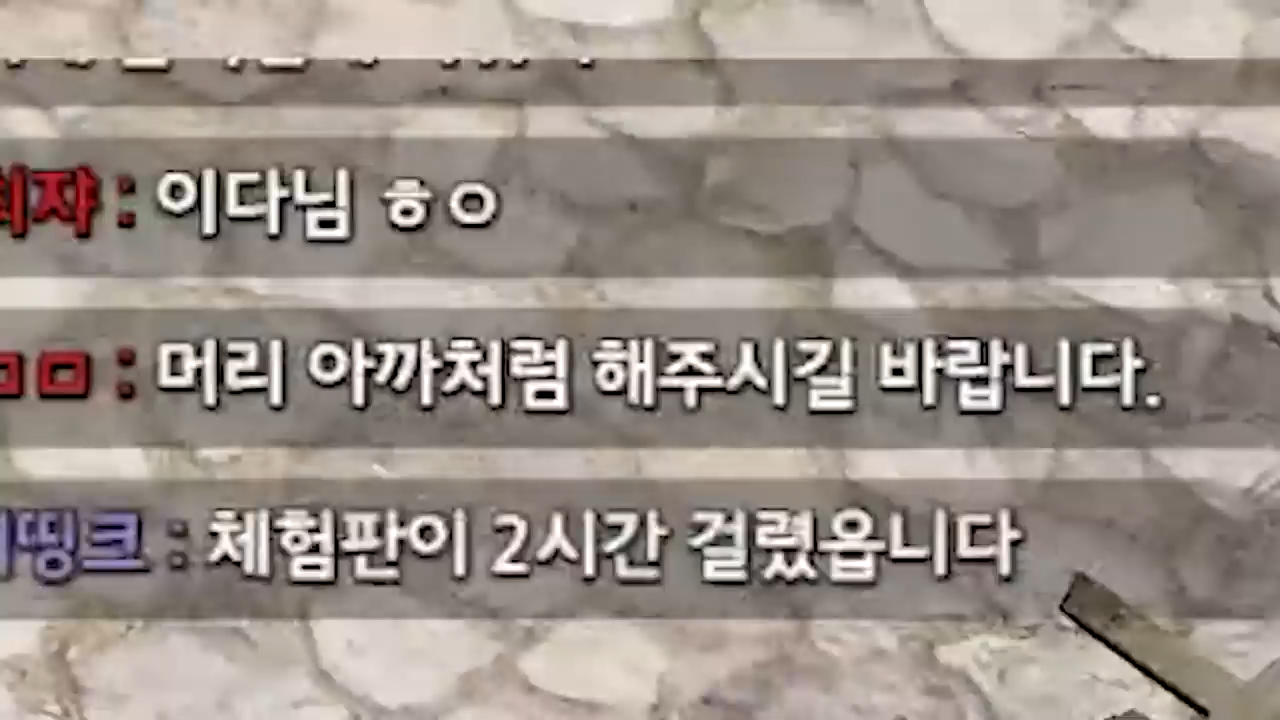 쟈 : 이다님 ㅎㅇ
ㅁ : 머리 아까처럼 해주시길 바랍니다.
띵크 : 체험판이 2시간 걸렸읍니다